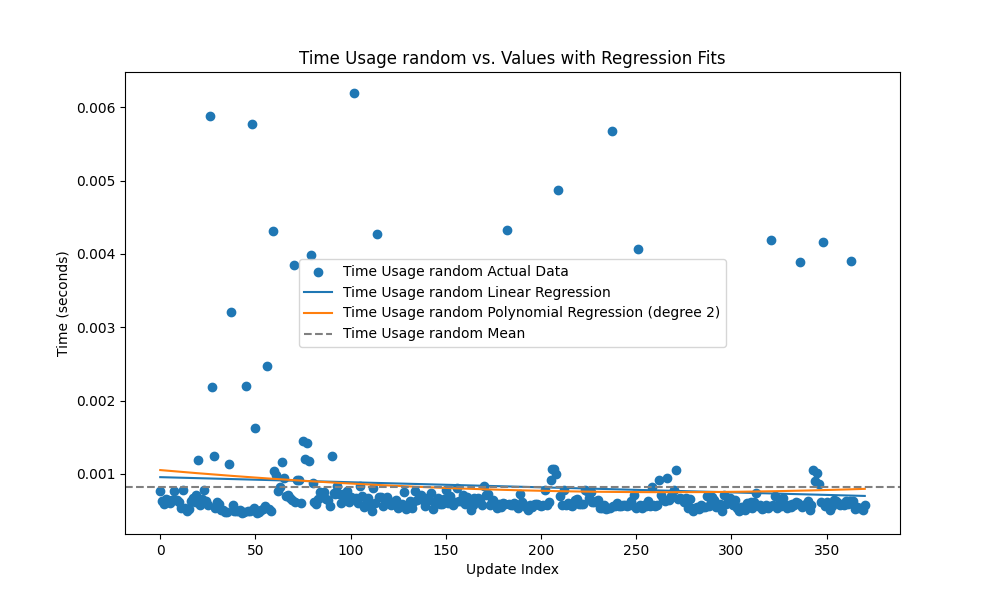 Time Usage random vs. Values with Regression Fits
Time (seconds)
0.006
0.005
0.004
0.003
0.002
0.001
Time Usage random Actual Data
Time Usage random Linear Regression
Time Usage random Polynomial Regression (degree 2)
Time Usage random Mean
0 50 100 150 200 250 300 350
Update Index